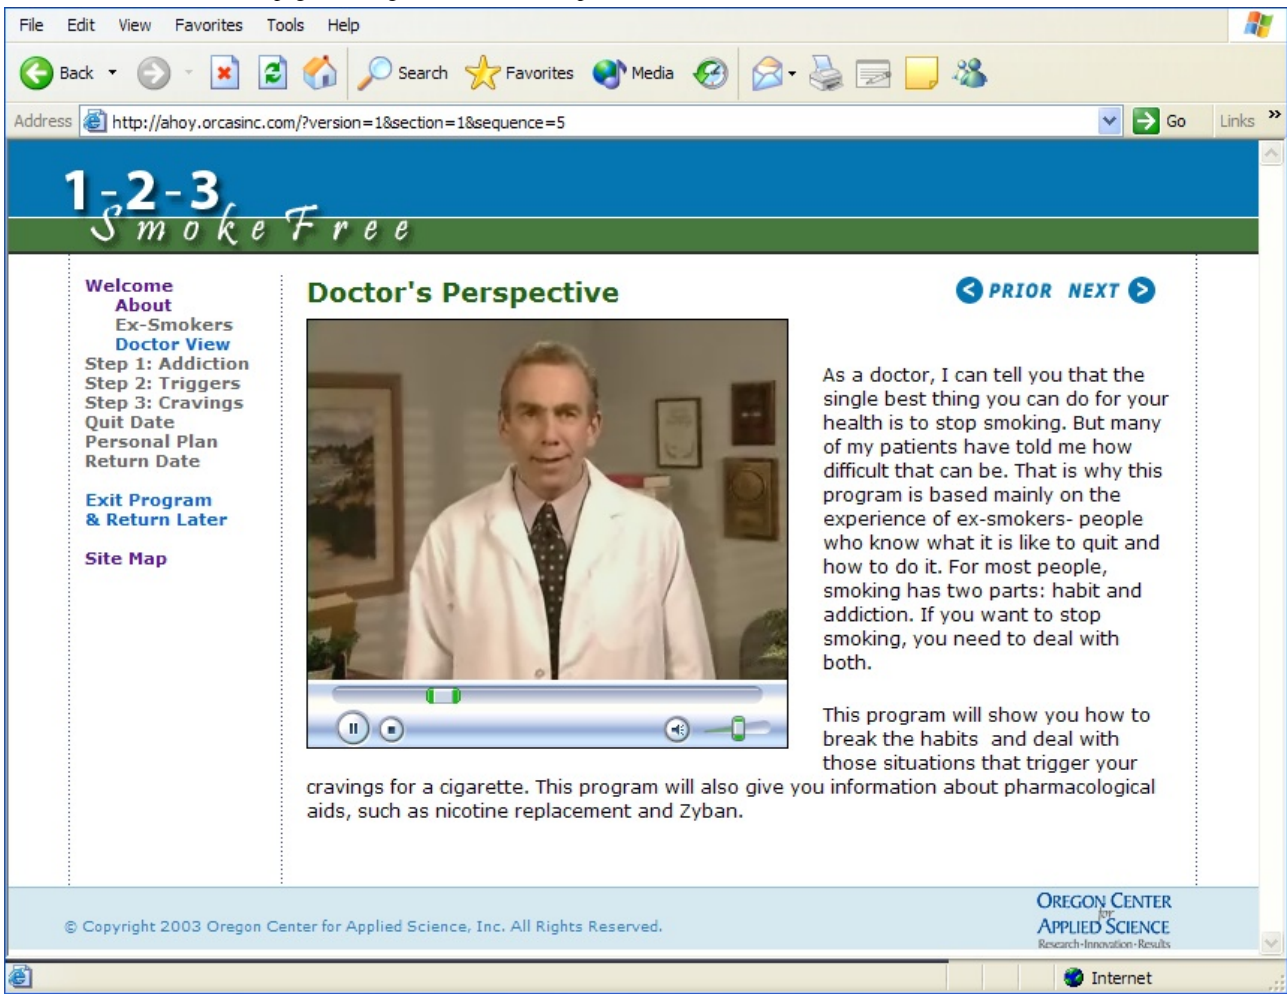 File Edit View Favorites Tools Help
Back Search Favorites Media
Address http://ahoy.orcasinc.com/?version=1&section=1&sequence=5 Go Links »
1-2-3
SmokeFree
Welcome
About
Ex-Smokers
Doctor View
Step 1: Addiction
Step 2: Triggers
Step 3: Cravings
Quit Date
Personal Plan
Return Date
Exit Program
& Return Later
Site Map
Doctor's Perspective
PRIOR NEXT
As a doctor, I can tell you that the
single best thing you can do for your
health is to stop smoking. But many
of my patients have told me how
difficult that can be. That is why this
program is based mainly on the
experience of ex-smokers- people
who know what it is like to quit and
how to do it. For most people,
smoking has two parts: habit and
addiction. If you want to stop
smoking, you need to deal with
both.
This program will show you how to
break the habits and deal with
those situations that trigger your
cravings for a cigarette. This program will also give you information about pharmacological
aids, such as nicotine replacement and Zyban.
© Copyright 2003 Oregon Center for Applied Science, Inc. All Rights Reserved.
OREGON CENTER
for
APPLIED SCIENCE
Research·Innovation·Results
Internet